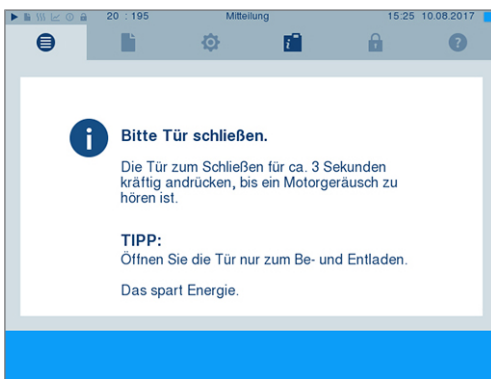 20 : 195 Mitteilung 15:25 10.08.2017
i
?
i
Bitte Tür schließen.
Die Tür zum Schließen für ca. 3 Sekunden
kräftig andrücken, bis ein Motorgeräusch zu
hören ist.
TIPP:
Öffnen Sie die Tür nur zum Be- und Entladen.
Das spart Energie.